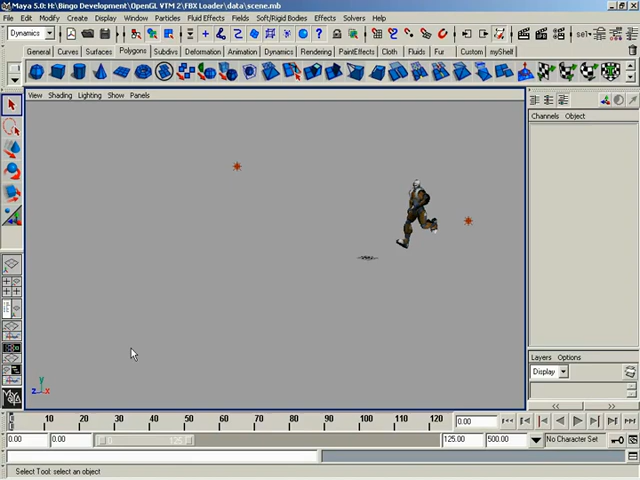 Maya 5.0: H:\Bingo Development\OpenGL VTM 2\FBX Loader\data\scene.mb
File Edit Modify Create Display Window Particles Fluid Effects Fields Soft/Rigid Bodies Effects Solvers Help
Dynamics sel
General Curves Surfaces Polygons Subdivs Deformation Animation Dynamics Rendering PaintEffects Cloth Fluids Fur Custom myShelf
View Shading Lighting Show Panels
Channels Object
y
z x
Layers Options
Display
10 20 30 40 50 60 70 80 90 100 110 120
0.00
0.00 0.00 0 125 125.00 500.00 No Character Set
Select Tool: select an object